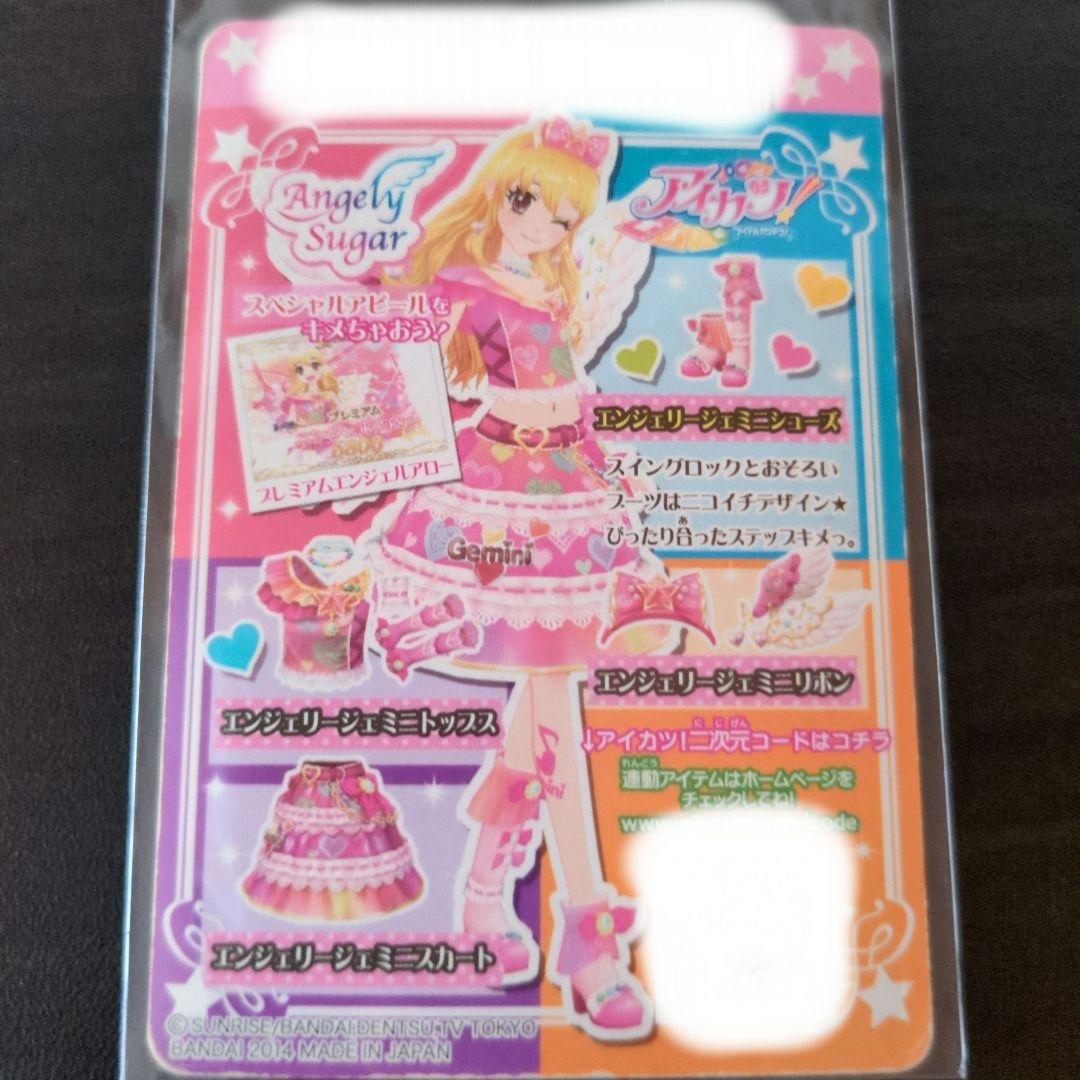 Angely
Sugar
アイカツ!
アイドルカツドウ!
スペシャルアピールを
キメちゃおう!
プレミアム
プレミアムエンジェルアロー
エンジェリージェミニシューズ
スイングロックとおそろい
ブーツはニコイチデザイン★
あ
ぴったり合ったステップキメっ。
Gemini
エンジェリージェミニトップス
エンジェリージェミニリボン
にじげん
↓アイカツ!二次元コードはコチラ
れんどう
連動アイテムはホームページを
チェックしてね!
エンジェリージェミニスカート
©SUNRISE/BANDAI,DENTSU,TV TOKYO
BANDAI 2014 MADE IN JAPAN